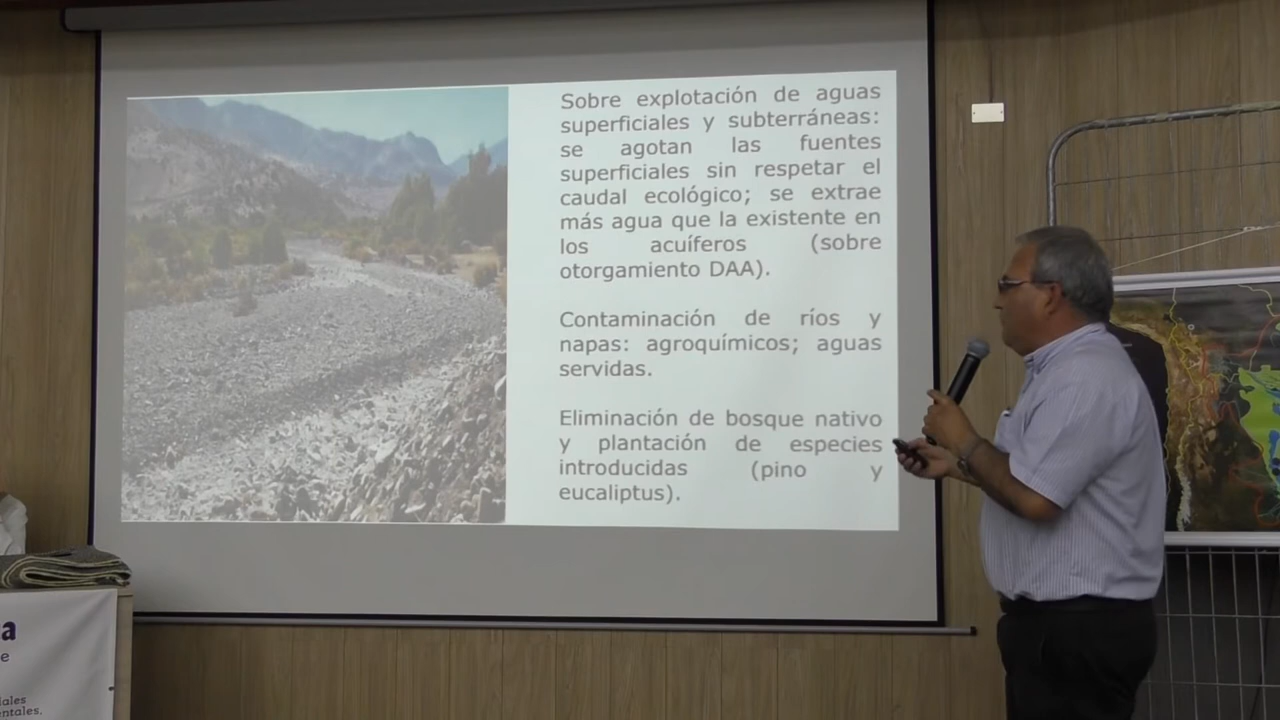 Sobre explotación de aguas
superficiales y subterráneas:
se agotan las fuentes
superficiales sin respetar el
caudal ecológico; se extrae
más agua que la existente en
los acuíferos (sobre
otorgamiento DAA).
Contaminación de ríos y
napas: agroquímicos; aguas
servidas.
Eliminación de bosque nativo
y plantación de especies
introducidas (pino y
eucaliptus).